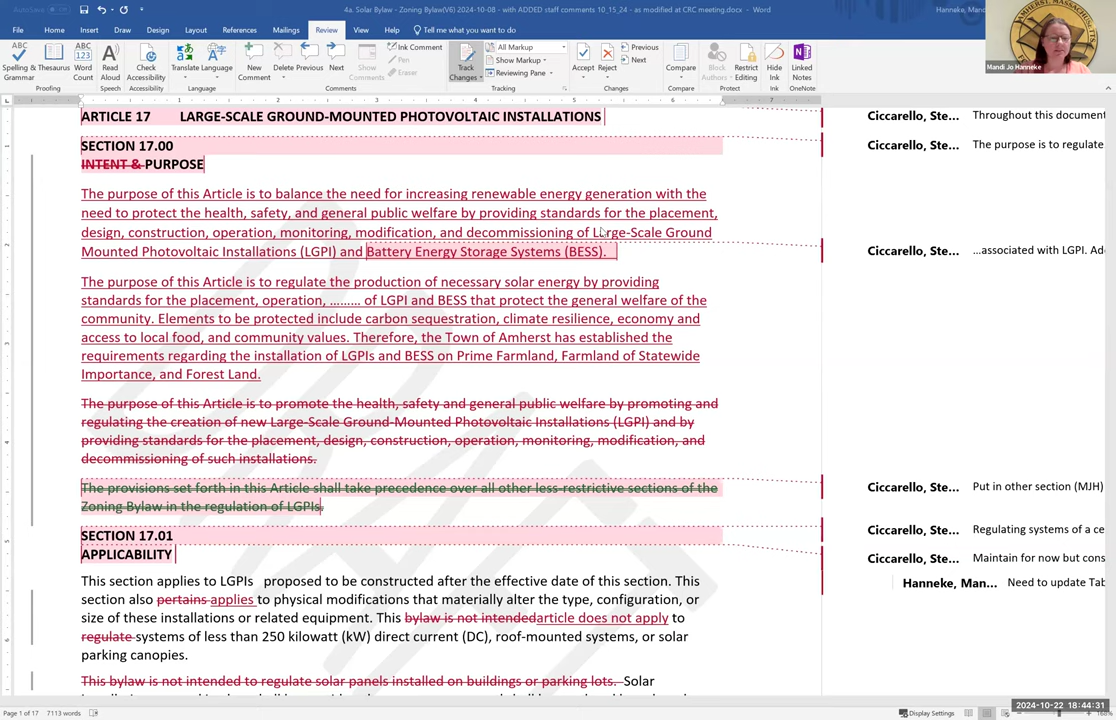 AutoSave
4a. Solar Bylaw - Zoning Bylaw(V6) 2024-10-08 - with ADDED staff comments 10_15_24 - as modified at CRC meeting.docx - Word
Hanneke, Mand
File Home Insert Draw Design Layout References Mailings Review View Help Tell me what you want to do
Spelling & Grammar Thesaurus Word Count Read Aloud Check Accessibility Translate Language New Comment Delete Previous Next Show Comments Ink Comment Pen Eraser Track Changes All Markup Show Markup Reviewing Pane Accept Reject Previous Next Compare Block Authors Restrict Editing Hide Ink Linked Notes
Proofing Speech Accessibility Language Comments Tracking Changes Compare Protect Ink OneNote
AMHERST, MASSACHUSETTS
Mandi Jo Hanneke
ARTICLE 17 LARGE-SCALE GROUND-MOUNTED PHOTOVOLTAIC INSTALLATIONS
Ciccarello, Ste... Throughout this document
SECTION 17.00
Ciccarello, Ste... The purpose is to regulate
INTENT & PURPOSE
The purpose of this Article is to balance the need for increasing renewable energy generation with the
need to protect the health, safety, and general public welfare by providing standards for the placement,
design, construction, operation, monitoring, modification, and decommissioning of Large-Scale Ground
Mounted Photovoltaic Installations (LGPI) and Battery Energy Storage Systems (BESS).
Ciccarello, Ste... ...associated with LGPI. Ad
The purpose of this Article is to regulate the production of necessary solar energy by providing
standards for the placement, operation, ......... of LGPI and BESS that protect the general welfare of the
community. Elements to be protected include carbon sequestration, climate resilience, economy and
access to local food, and community values. Therefore, the Town of Amherst has established the
requirements regarding the installation of LGPIs and BESS on Prime Farmland, Farmland of Statewide
Importance, and Forest Land.
The purpose of this Article is to promote the health, safety and general public welfare by promoting and
regulating the creation of new Large-Scale Ground-Mounted Photovoltaic Installations (LGPI) and by
providing standards for the placement, design, construction, operation, monitoring, modification, and
decommissioning of such installations.
The provisions set forth in this Article shall take precedence over all other less-restrictive sections of the
Ciccarello, Ste... Put in other section (MJH)
Zoning Bylaw in the regulation of LGPIs.
SECTION 17.01
Ciccarello, Ste... Regulating systems of a ce
APPLICABILITY
Ciccarello, Ste... Maintain for now but cons
Hanneke, Man... Need to update Tab
This section applies to LGPIs proposed to be constructed after the effective date of this section. This
section also pertains applies to physical modifications that materially alter the type, configuration, or
size of these installations or related equipment. This bylaw is not intendedarticle does not apply to
regulate systems of less than 250 kilowatt (kW) direct current (DC), roof-mounted systems, or solar
parking canopies.
This bylaw is not intended to regulate solar panels installed on buildings or parking lots. Solar
Page 1 of 17 7113 words
Display Settings
2024-10-22 18:44:31